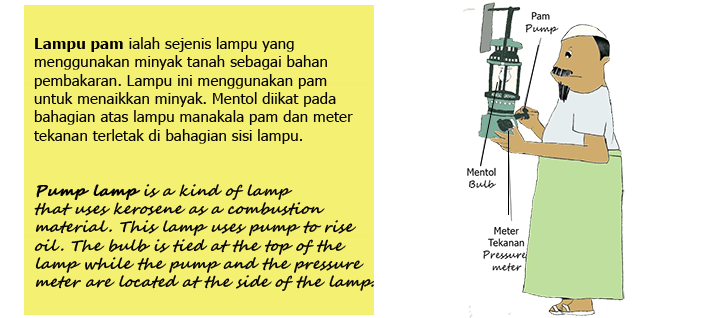 Lampu pam ialah sejenis lampu yang
menggunakan minyak tanah sebagai bahan
pembakaran. Lampu ini menggunakan pam
untuk menaikkan minyak. Mentol diikat pada
bahagian atas lampu manakala pam dan meter
tekanan terletak di bahagian sisi lampu.
Pump lamp is a kind of lamp
that uses kerosene as a combustion
material. This lamp uses pump to rise
oil. The bulb is tied at the top of the
lamp while the pump and the pressure
meter are located at the side of the lamp.
Pam
Pump
Mentol
Bulb
Meter
Tekanan
Pressure
meter